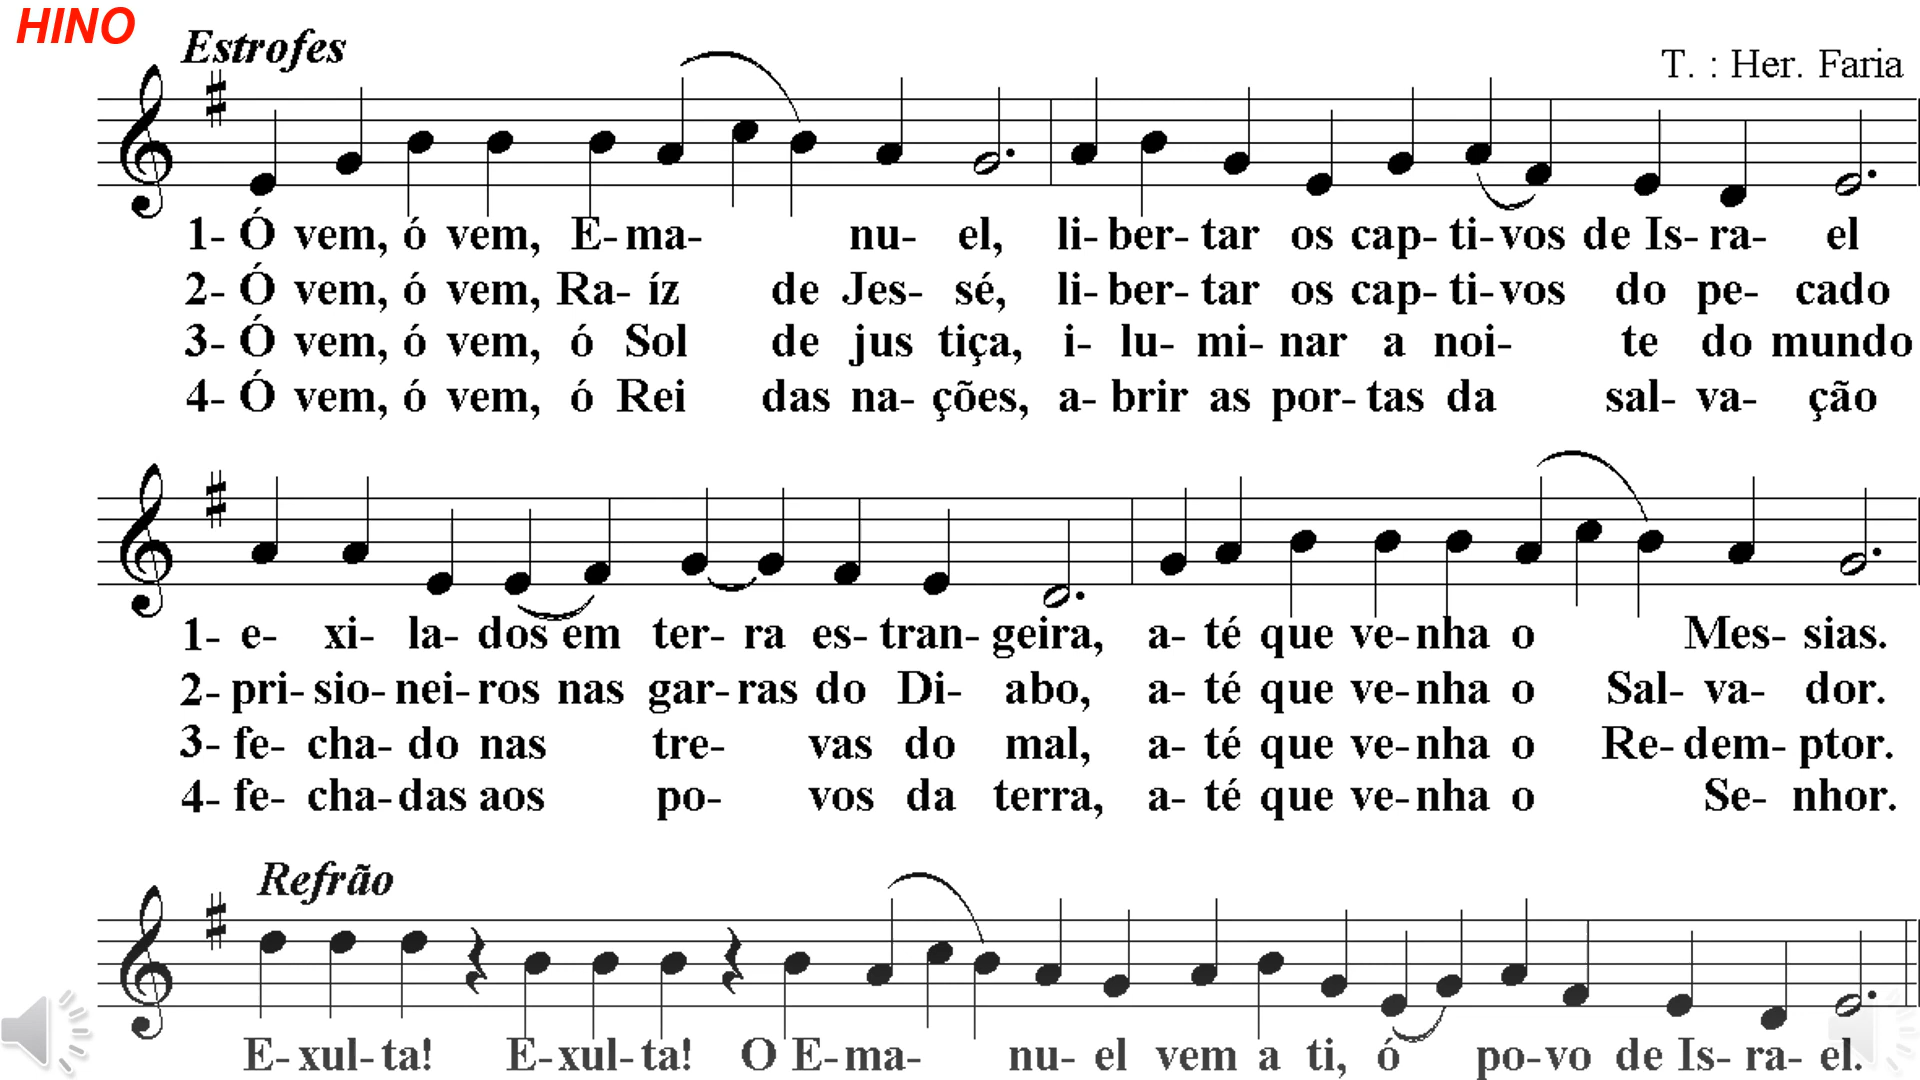 HINO
Estrofes
T. : Her. Faria
1- Ó vem, ó vem, E- ma- nu- el, li- ber- tar os cap- ti- vos de Is- ra- el
2- Ó vem, ó vem, Ra- íz de Jes- sé, li- ber- tar os cap- ti- vos do pe- cado
3- Ó vem, ó vem, ó Sol de jus tiça, i- lu- mi- nar a noi- te do mundo
4- Ó vem, ó vem, ó Rei das na- ções, a- brir as por- tas da sal- va- ção
1- e- xi- la- dos em ter- ra es- tran- geira, a- té que ve- nha o Mes- sias.
2- pri- sio- nei- ros nas gar- ras do Di- abo, a- té que ve- nha o Sal- va- dor.
3- fe- cha- do nas tre- vas do mal, a- té que ve- nha o Re- dem- ptor.
4- fe- cha- das aos po- vos da terra, a- té que ve- nha o Se- nhor.
Refrão
E- xul- ta! E- xul- ta! O E- ma- nu- el vem a ti, ó po- vo de Is- ra- el.